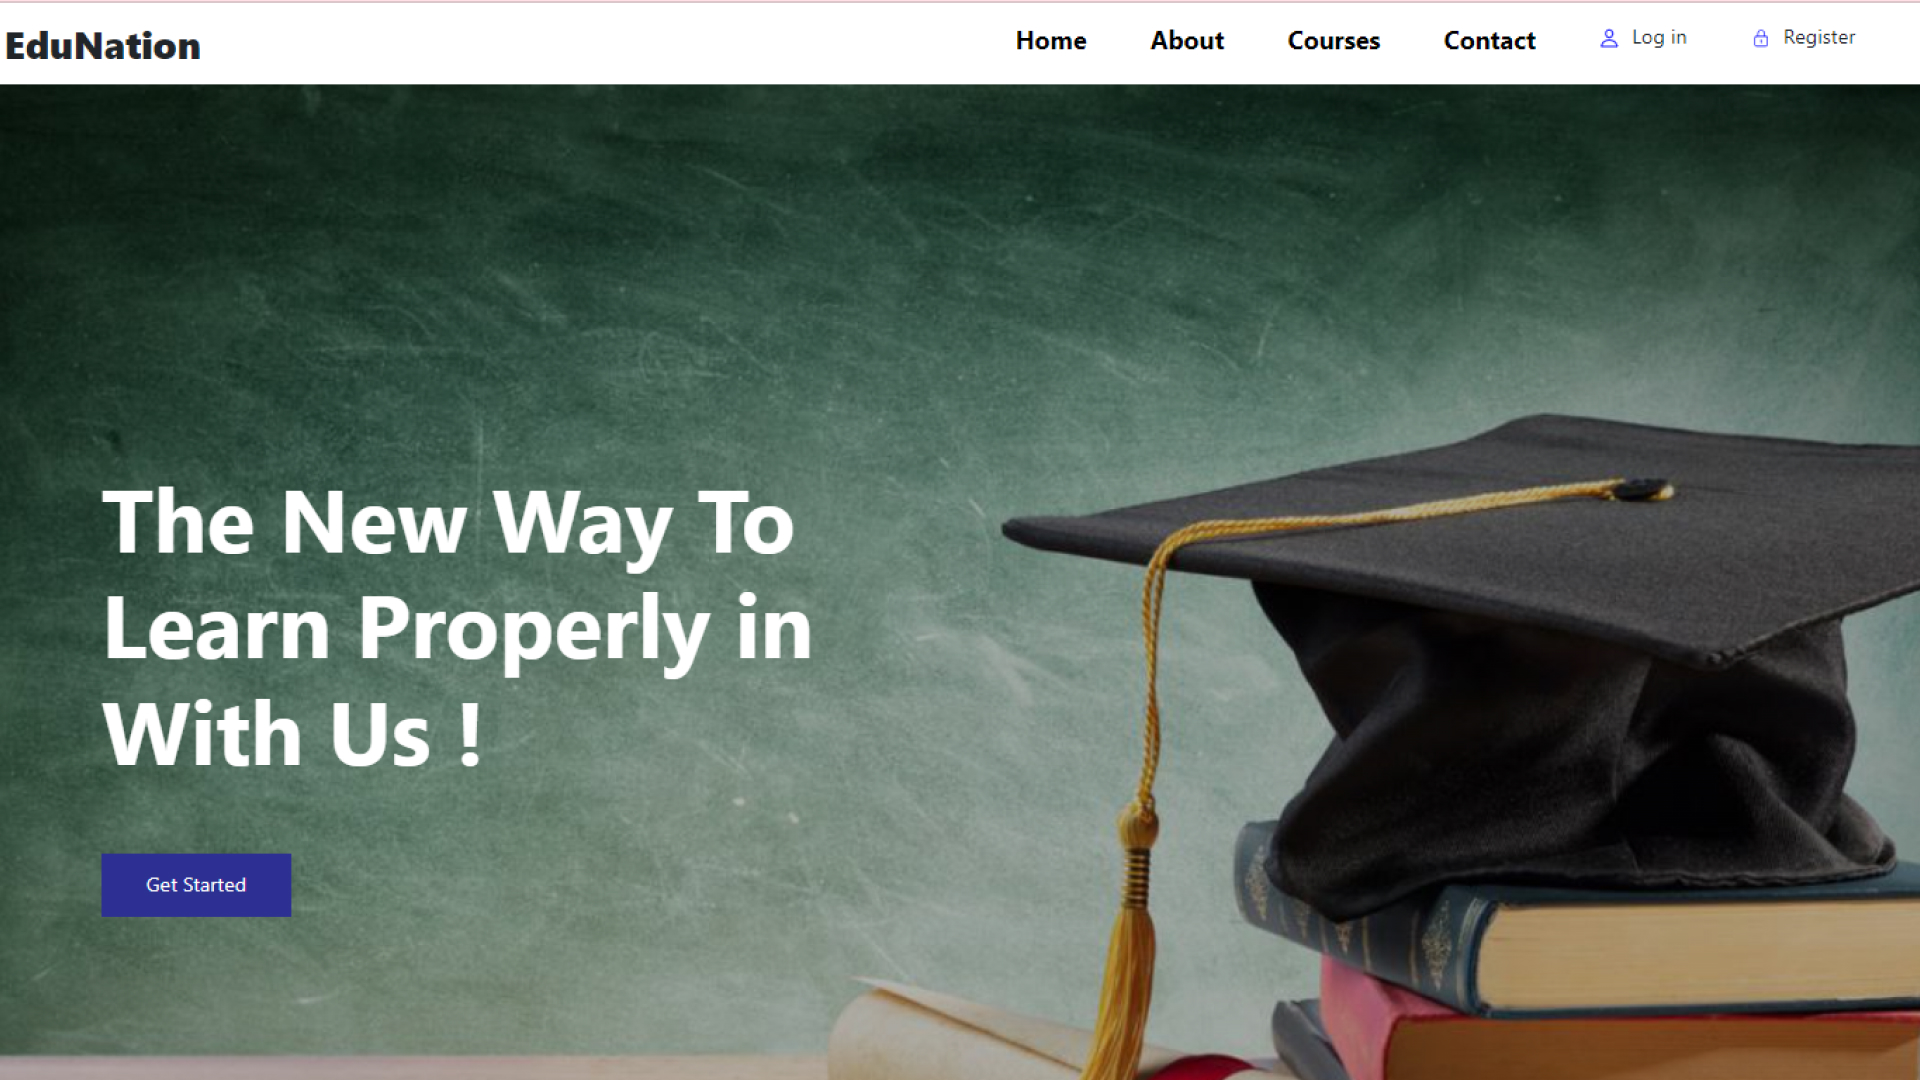 EduNation
Home About Courses Contact Log in Register
The New Way To
Learn Properly in
With Us !
Get Started